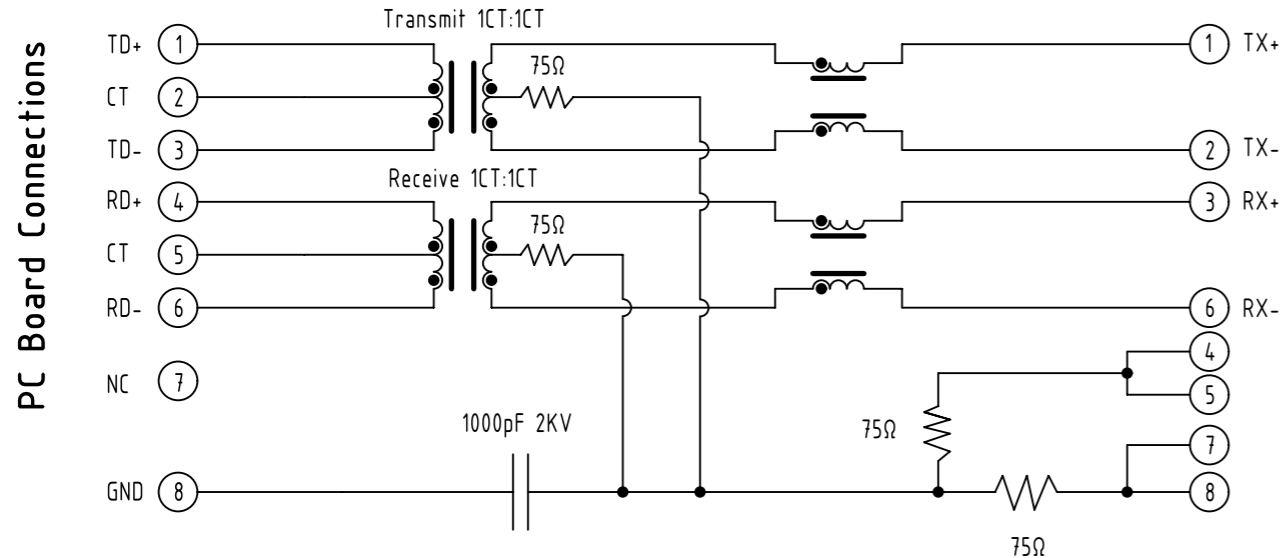 PC Board Connections
Transmit 1CT:1CT
TD+ 1
75Ω
1 TX+
CT 2
TD- 3
2 TX-
Receive 1CT:1CT
RD+ 4
75Ω
3 RX+
CT 5
RD- 6
6 RX-
4
NC 7
5
1000pF 2KV
75Ω
7
GND 8
8
75Ω